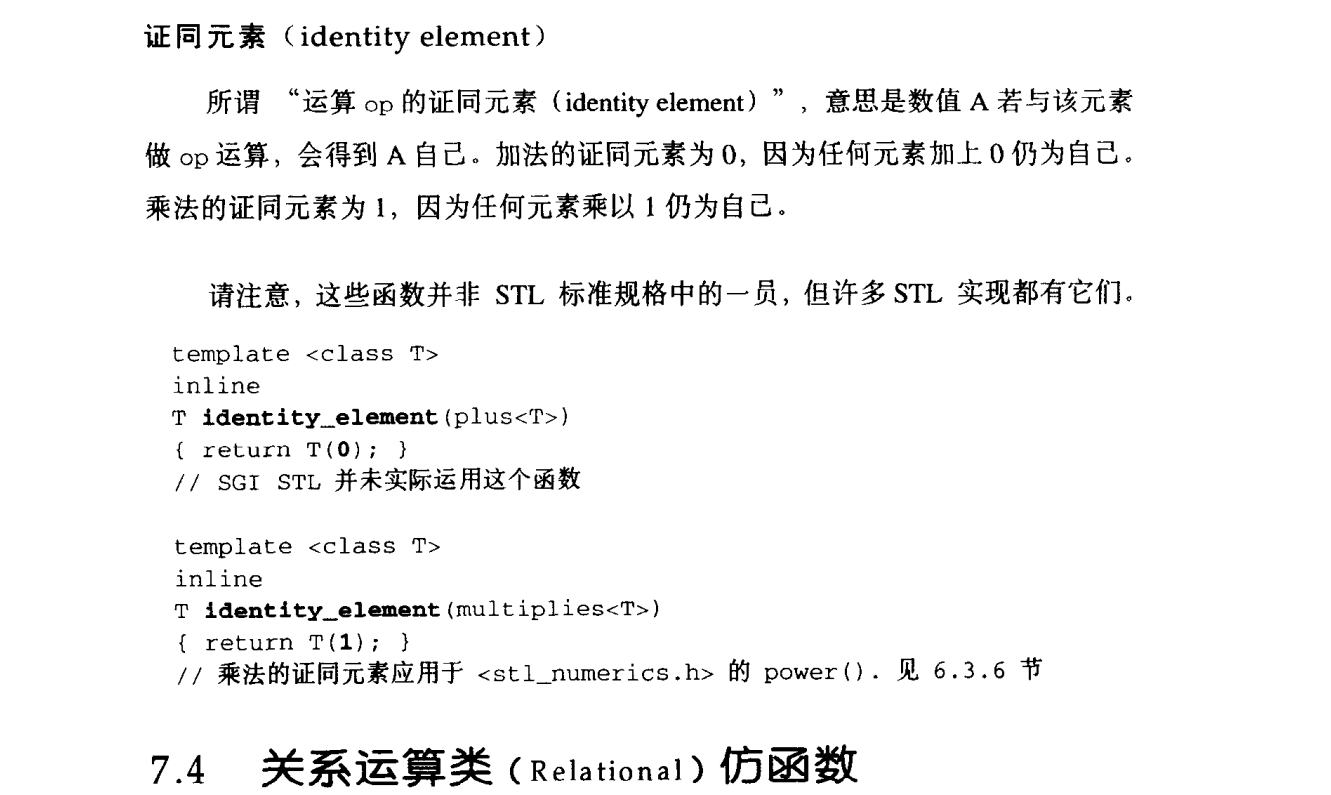 证同元素（identity element）
所谓 “运算 op 的证同元素（identity element）”，意思是数值 A 若与该元素
做 op 运算，会得到 A 自己。加法的证同元素为 0，因为任何元素加上 0 仍为自己。
乘法的证同元素为 1，因为任何元素乘以 1 仍为自己。
请注意，这些函数并非 STL 标准规格中的一员，但许多 STL 实现都有它们。
template <class T>
inline
T identity_element(plus<T>)
{ return T(0); }
// SGI STL 并未实际运用这个函数
template <class T>
inline
T identity_element(multiplies<T>)
{ return T(1); }
// 乘法的证同元素应用于 <stl_numerics.h> 的 power(). 见 6.3.6 节
7.4 关系运算类（Relational）仿函数